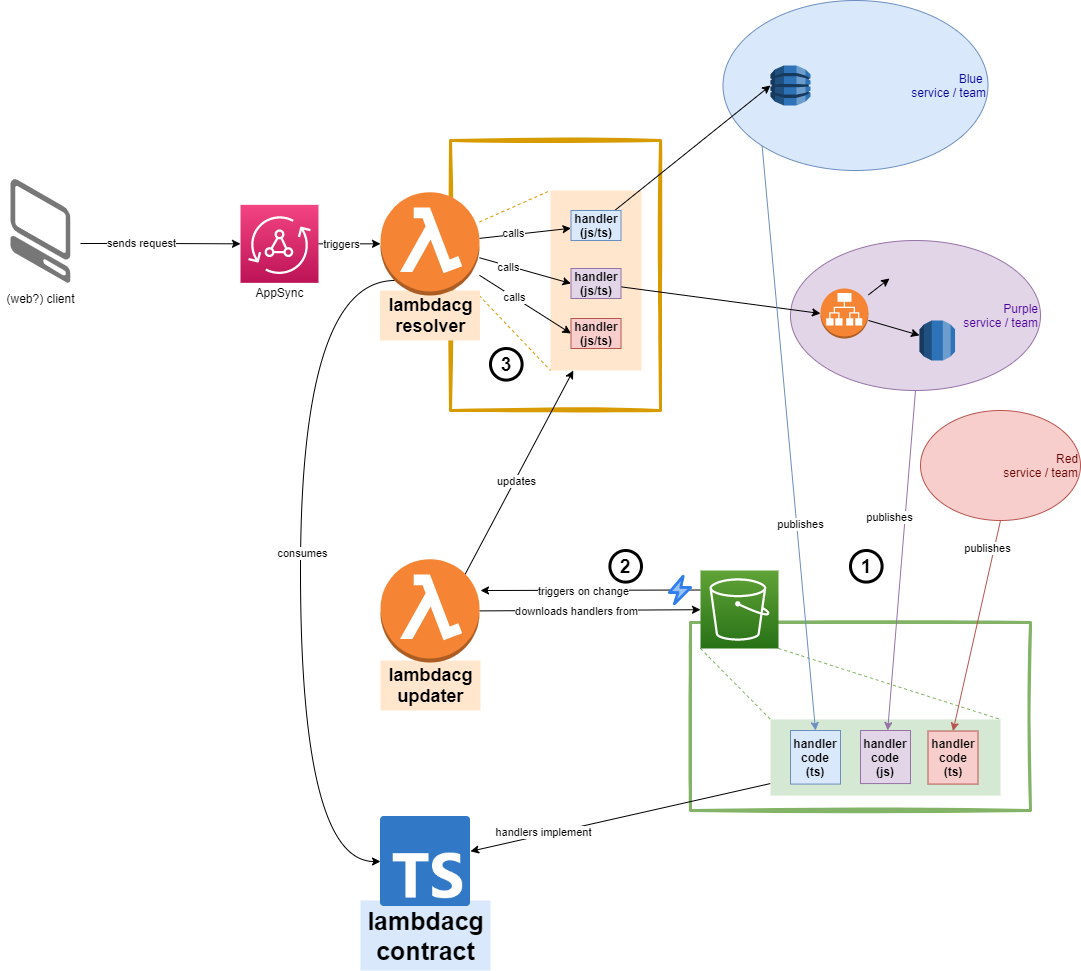 Blue
service / team
(web?) client
sends request
AppSync
triggers
lambdacg
resolver
calls
calls
calls
handler
(js/ts)
handler
(js/ts)
handler
(js/ts)
3
Purple
service / team
Red
service / team
updates
consumes
publishes
publishes
publishes
1
2
triggers on change
downloads handlers from
lambdacg
updater
handler
code
(ts)
handler
code
(js)
handler
code
(ts)
handlers implement
TS
lambdacg
contract